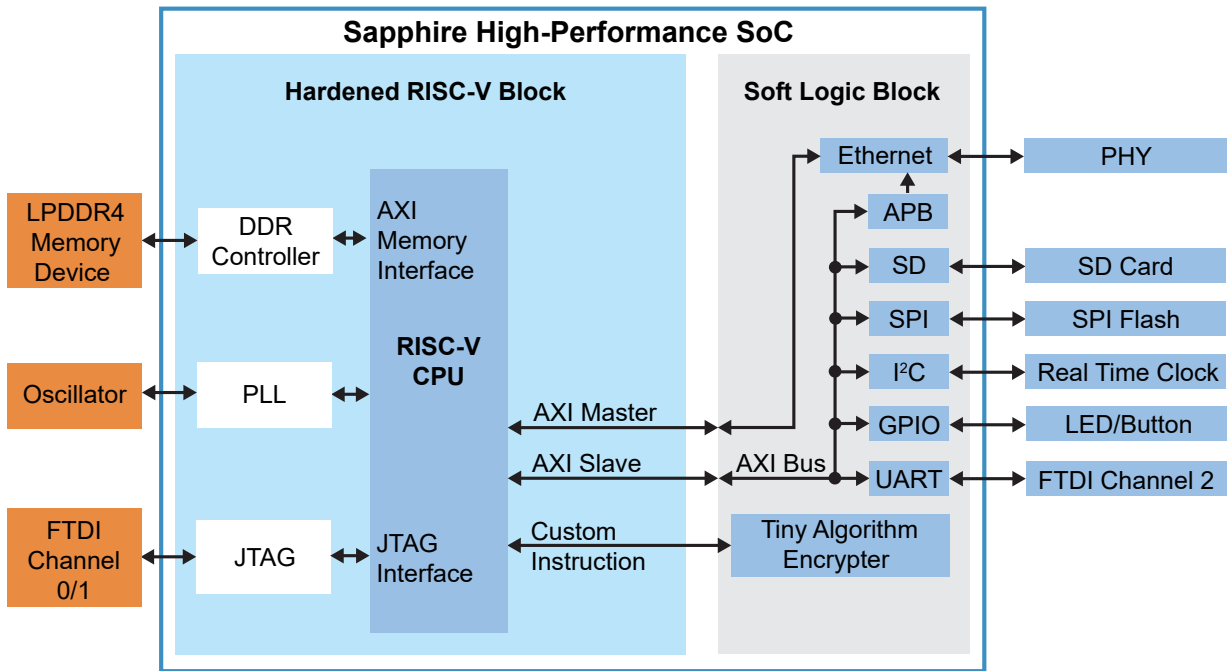 Sapphire High-Performance SoC
Hardened RISC-V Block
Soft Logic Block
LPDDR4
Memory
Device
DDR
Controller
AXI
Memory
Interface
RISC-V
CPU
Oscillator
PLL
FTDI
Channel
0/1
JTAG
JTAG
Interface
AXI Master
AXI Slave
AXI Bus
Custom
Instruction
Ethernet
PHY
APB
SD
SD Card
SPI
SPI Flash
I²C
Real Time Clock
GPIO
LED/Button
UART
FTDI Channel 2
Tiny Algorithm
Encrypter